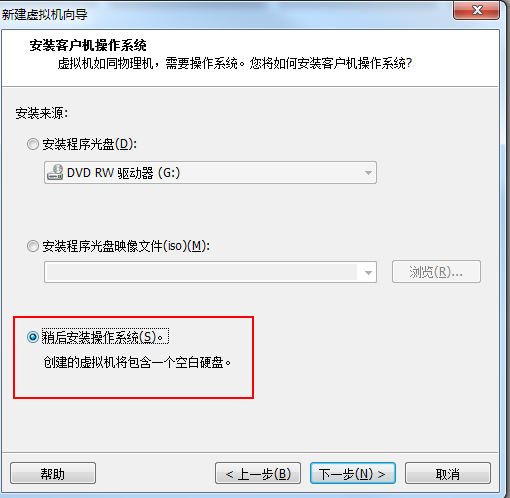 新建虚拟机向导
安装客户机操作系统
虚拟机如同物理机，需要操作系统。您将如何安装客户机操作系统?
安装来源:
安装程序光盘(D):
DVD RW 驱动器 (G:)
安装程序光盘映像文件(iso)(M):
浏览(R)...
稍后安装操作系统(S)。
创建的虚拟机将包含一个空白硬盘。
帮助
< 上一步(B)
下一步(N) >
取消